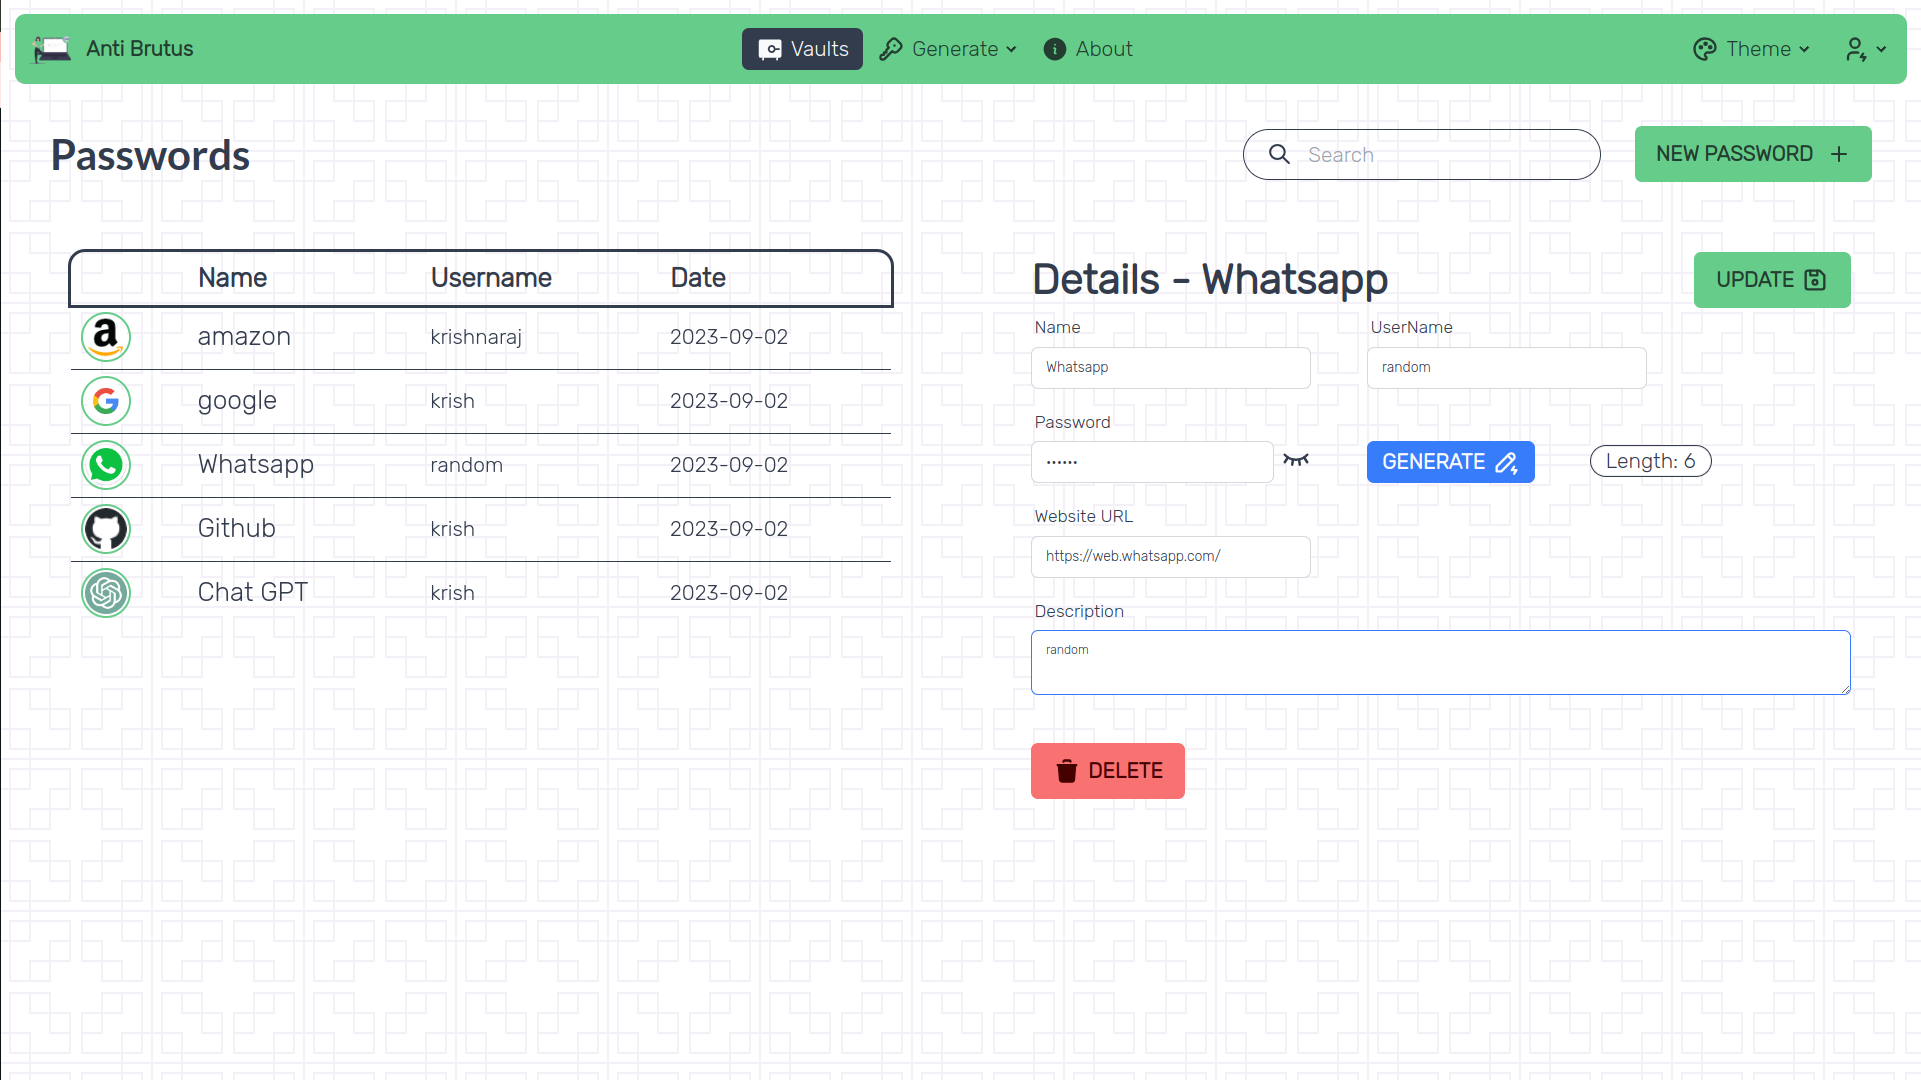 Anti Brutus
Vaults
Generate
About
Theme
Passwords
Search
NEW PASSWORD +
Name Username Date
amazon krishnaraj 2023-09-02
google krish 2023-09-02
Whatsapp random 2023-09-02
Github krish 2023-09-02
Chat GPT krish 2023-09-02
Details - Whatsapp
UPDATE
Name
UserName
Whatsapp
random
Password
••••••
GENERATE
Length: 6
Website URL
https://web.whatsapp.com/
Description
random
DELETE